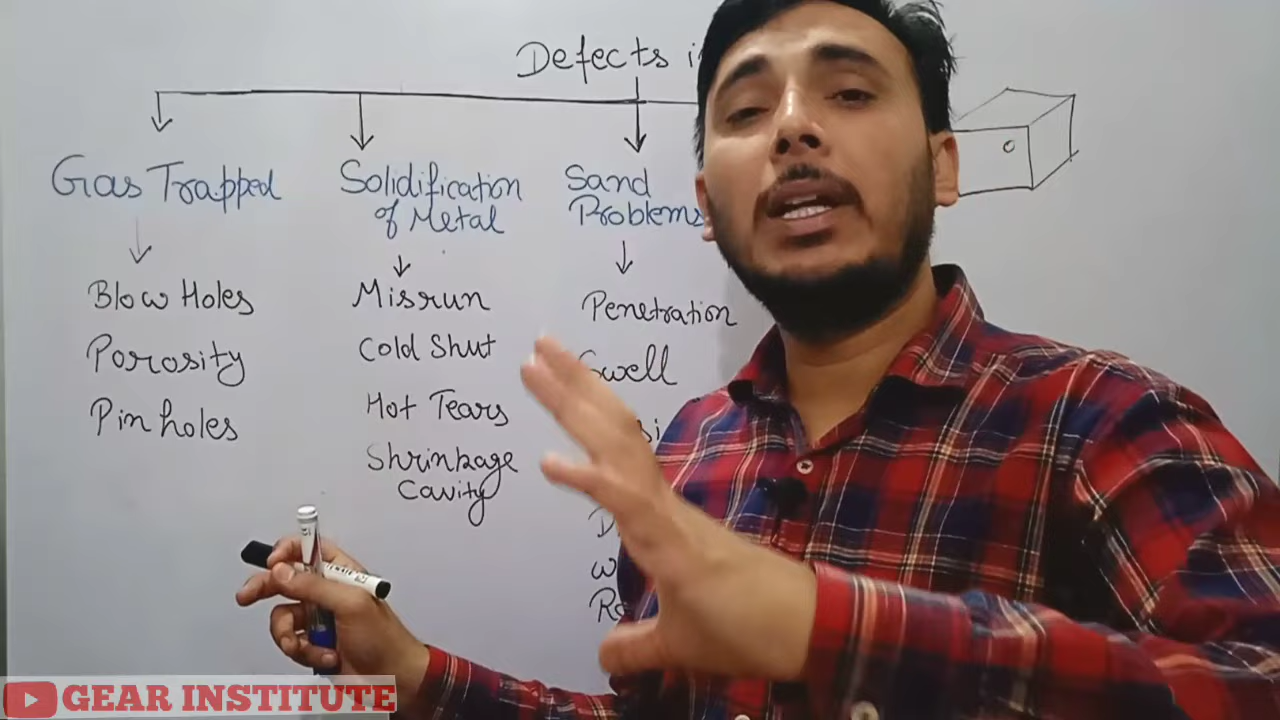 Defects i
Gas Trapped
Blow Holes
Porosity
Pin holes
Solidification
of Metal
Misrun
Cold Shut
Hot Tears
Shrinkage
Cavity
Sand
Problems
Penetration
Swell
GEAR INSTITUTE